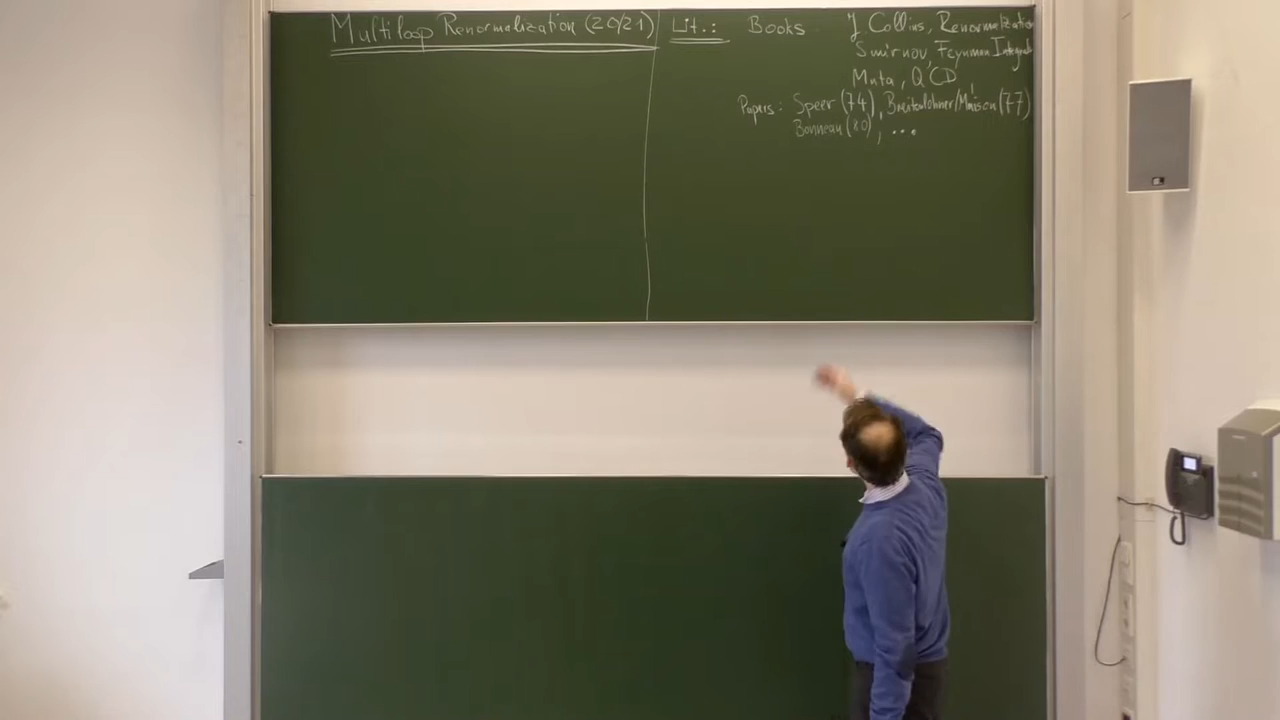 Multiloop Renormalization (20/21)
Lit.: Books J. Collins, Renormalization
Smirnov, Feynman Integrals
Muta, QCD
Papers: Speer (74), Breitenlohner/Maison (77)
Bonneau (80), ...